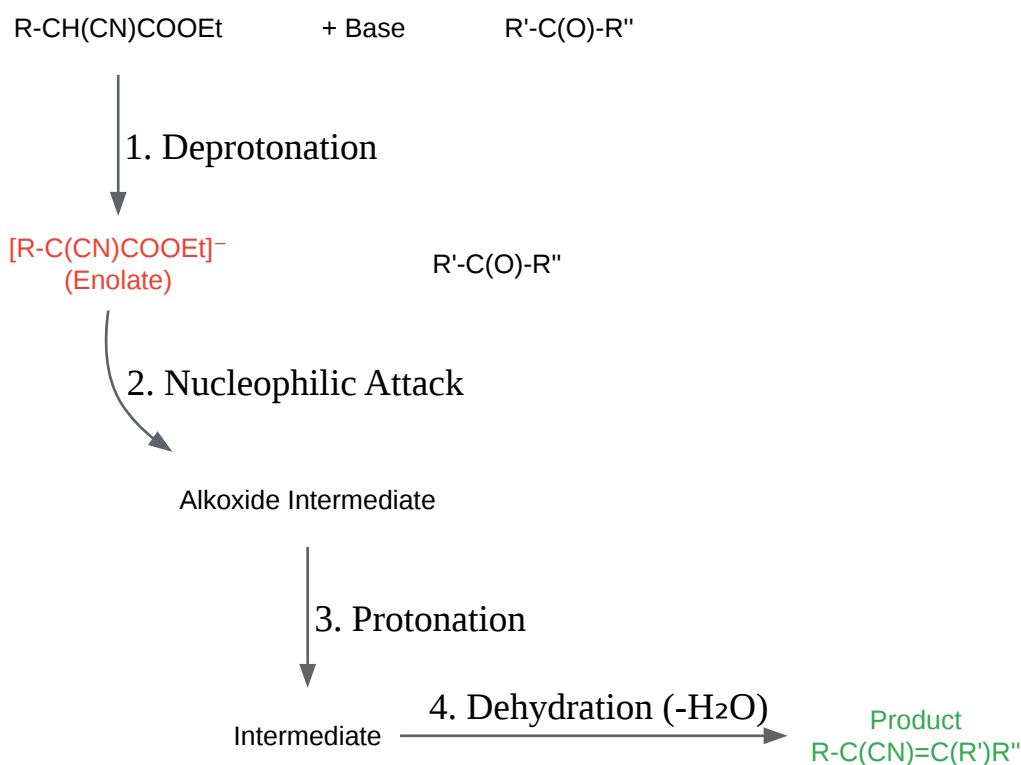 R-CH(CN)COOEt + Base R'-C(O)-R"
1. Deprotonation
[R-C(CN)COOEt]⁻
(Enolate)
R'-C(O)-R"
2. Nucleophilic Attack
Alkoxide Intermediate
3. Protonation
4. Dehydration (-H₂O)
Intermediate
Product
R-C(CN)=C(R')R"